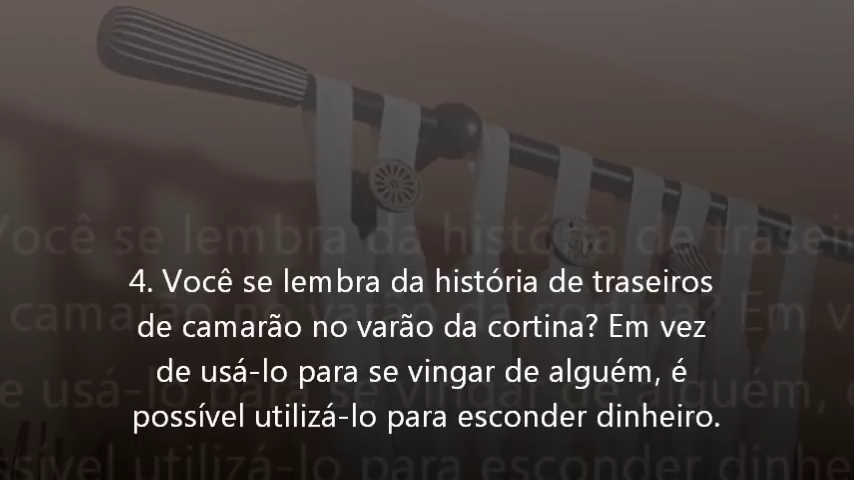 4. Você se lembra da história de traseiros
de camarão no varão da cortina? Em vez
de usá-lo para se vingar de alguém, é
possível utilizá-lo para esconder dinheiro.